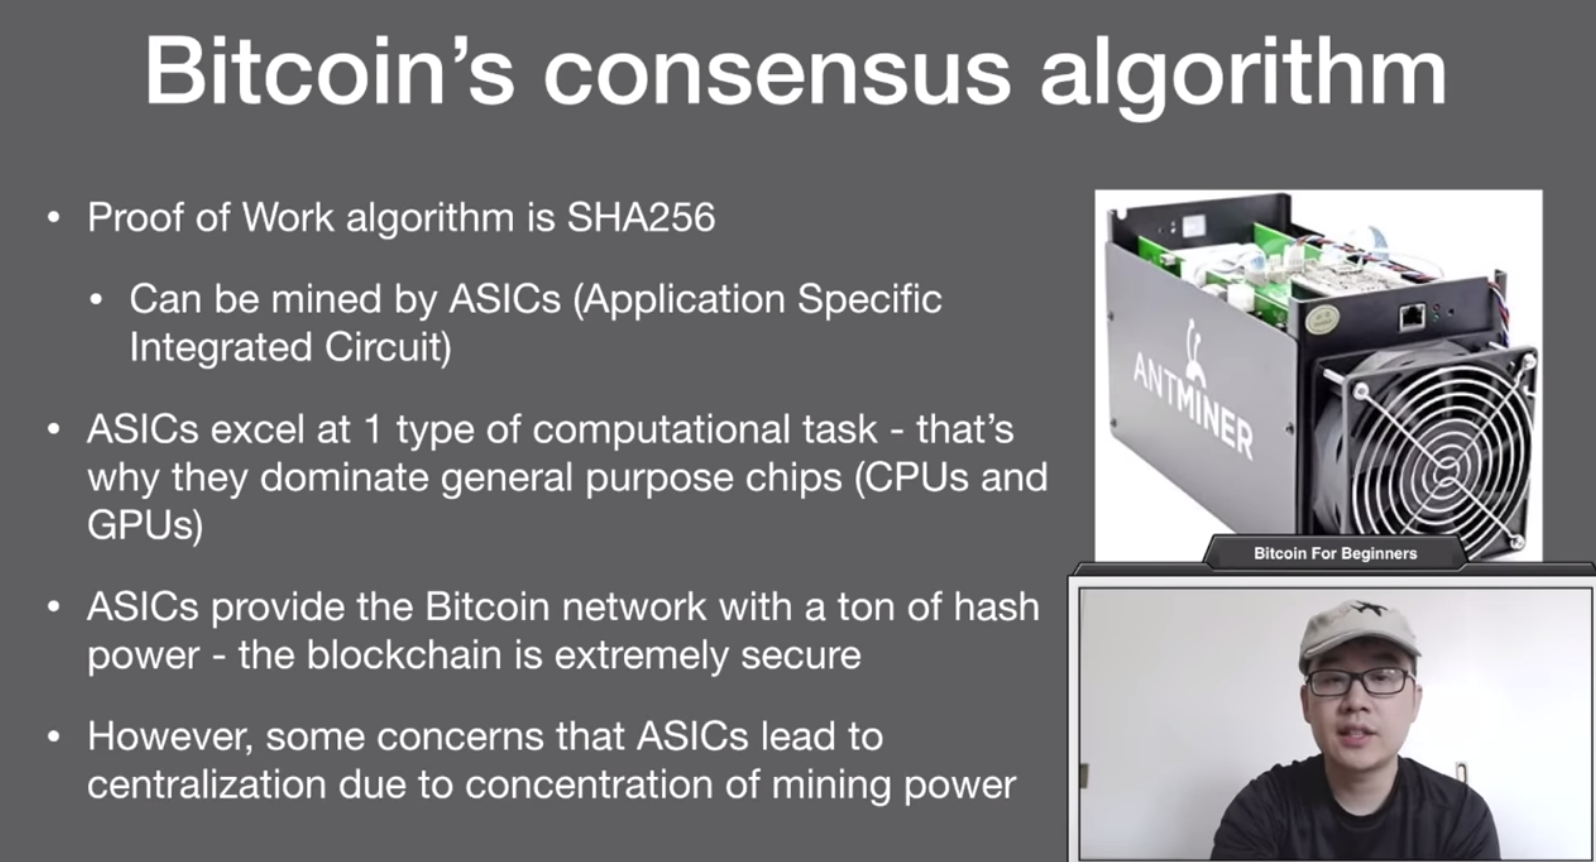 Bitcoin's consensus algorithm
• Proof of Work algorithm is SHA256
• Can be mined by ASICs (Application Specific
Integrated Circuit)
• ASICs excel at 1 type of computational task - that's
why they dominate general purpose chips (CPUs and
GPUs)
• ASICs provide the Bitcoin network with a ton of hash
power - the blockchain is extremely secure
• However, some concerns that ASICs lead to
centralization due to concentration of mining power
ANTMINER
Bitcoin For Beginners